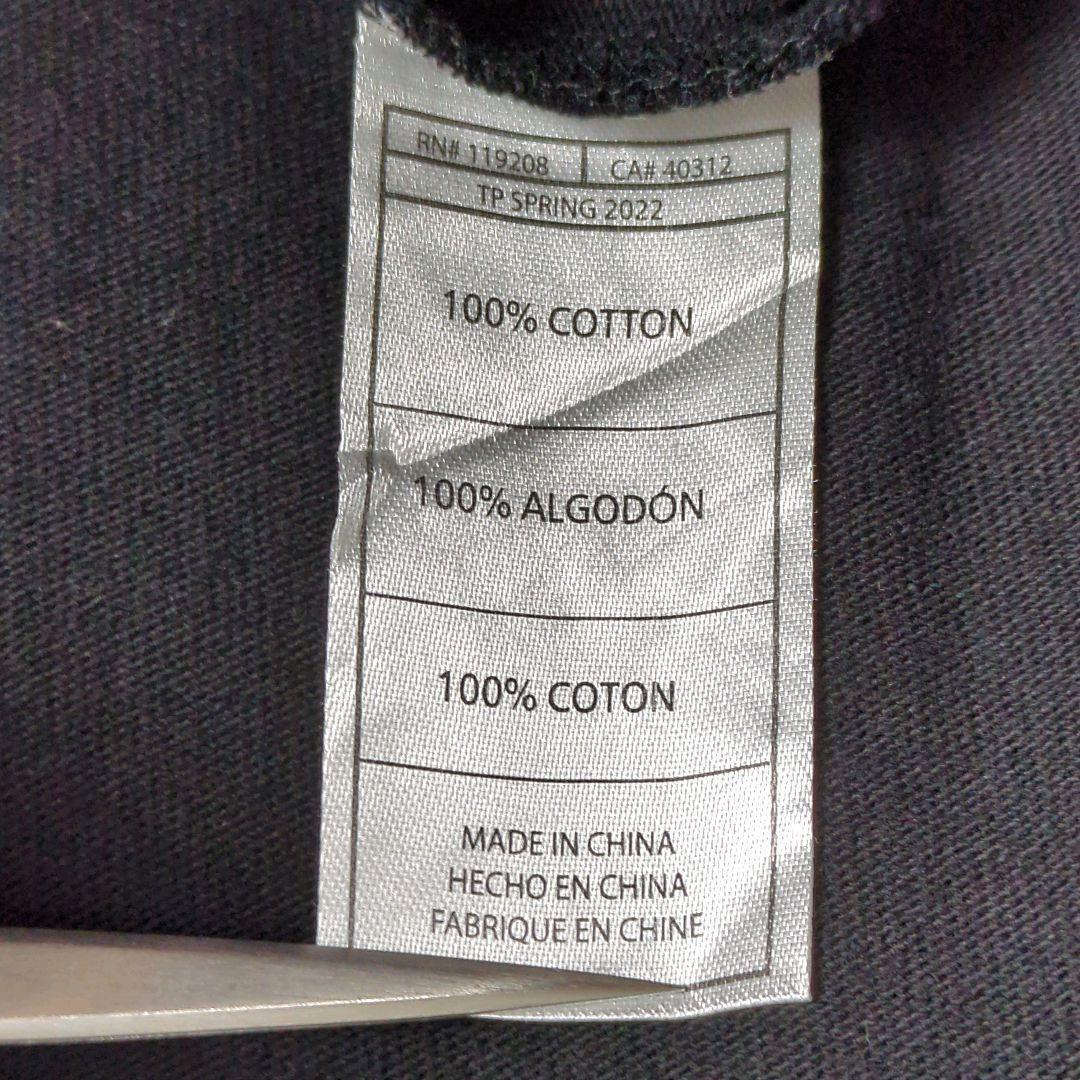 RN# 119208 CA# 40312
TP SPRING 2022
100% COTTON
100% ALGODÓN
100% COTON
MADE IN CHINA
HECHO EN CHINA
FABRIQUE EN CHINE